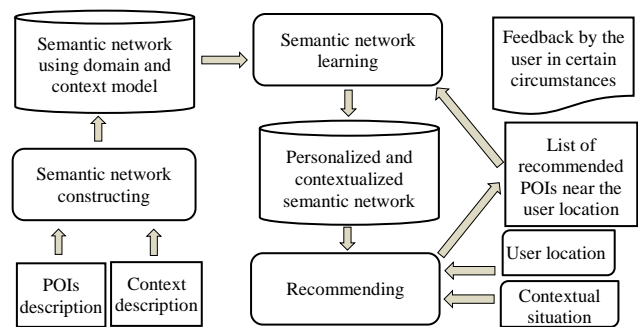 Semantic network
using domain and
context model
Semantic network
learning
Feedback by the
user in certain
circumstances
Semantic network
constructing
Personalized and
contextualized
semantic network
List of
recommended
POIs near the
user location
POIs
description
Context
description
Recommending
User location
Contextual
situation